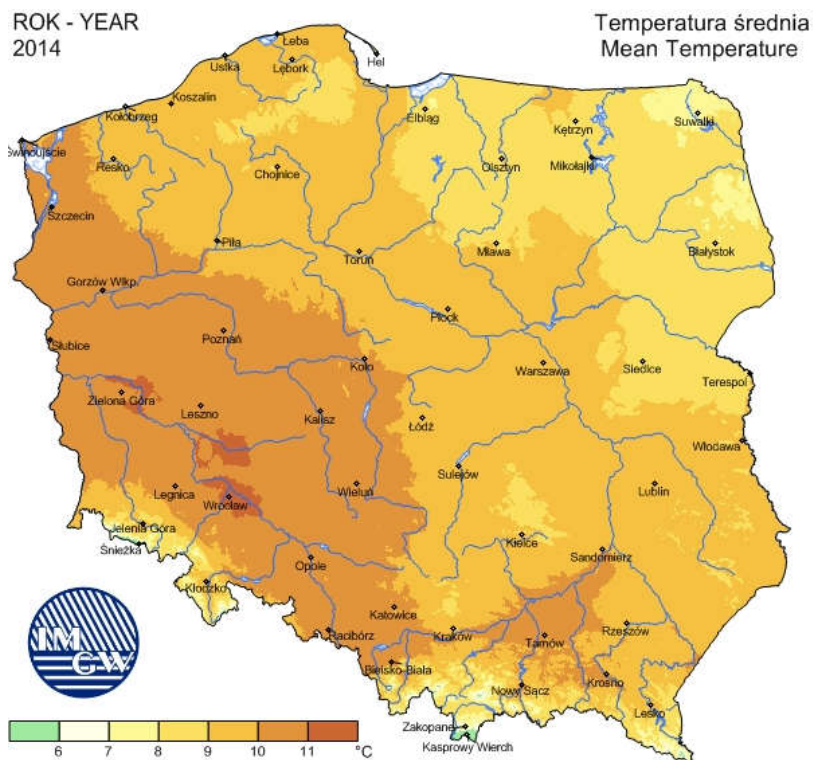 ROK - YEAR
2014
Temperatura średnia
Mean Temperature
Łeba
Ustka
Lębork
Hel
Koszalin
Kołobrzeg
Elbląg
Kętrzyn
Suwałki
Świnoujście
Resko
Chojnice
Olsztyn
Mikołajki
Szczecin
Piła
Toruń
Mława
Białystok
Gorzów Wlkp.
Płock
Słubice
Poznań
Koło
Warszawa
Siedlce
Terespol
Zielona Góra
Leszno
Kalisz
Łódź
Włodawa
Sulejów
Legnica
Wrocław
Wieluń
Lublin
Jelenia Góra
Śnieżka
Kielce
Sandomierz
Opole
Kłodzko
Katowice
Racibórz
Kraków
Tarnów
Rzeszów
Bielsko-Biała
Nowy Sącz
Krosno
Lesko
Zakopane
Kasprowy Wierch
IM
GW
6 7 8 9 10 11 °C